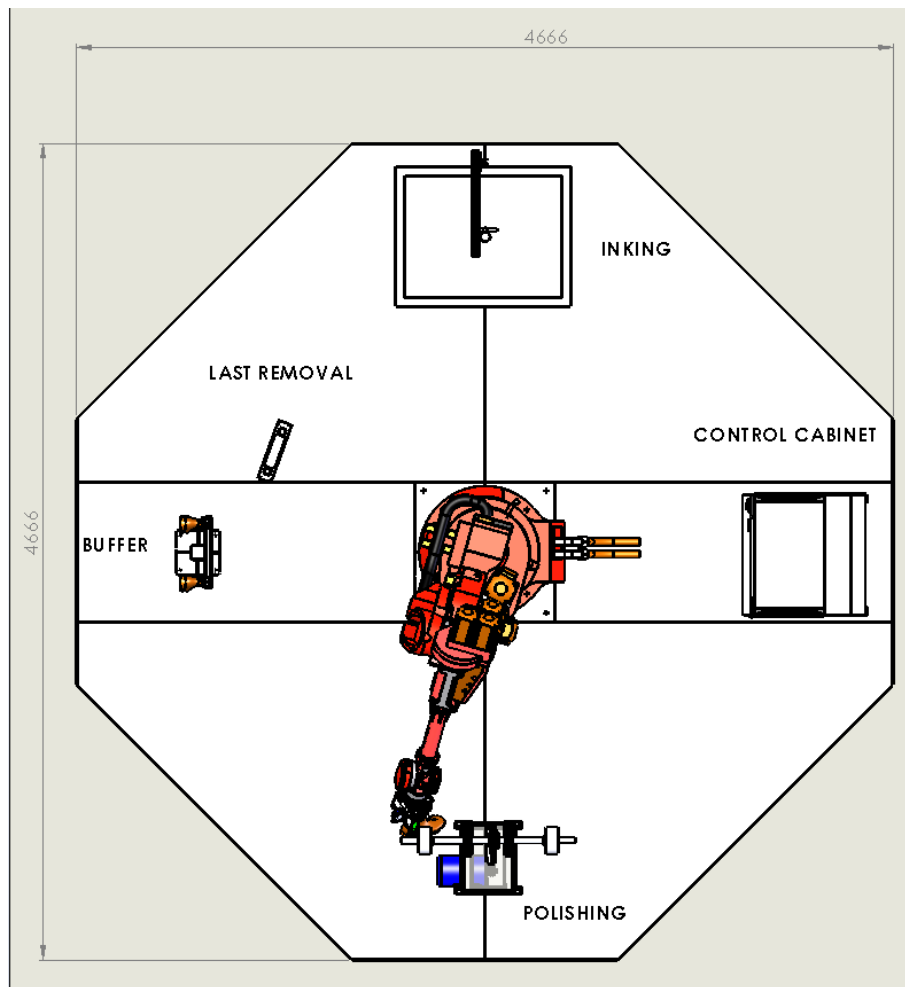 4666
INKING
LAST REMOVAL
CONTROL CABINET
4666
BUFFER
POLISHING